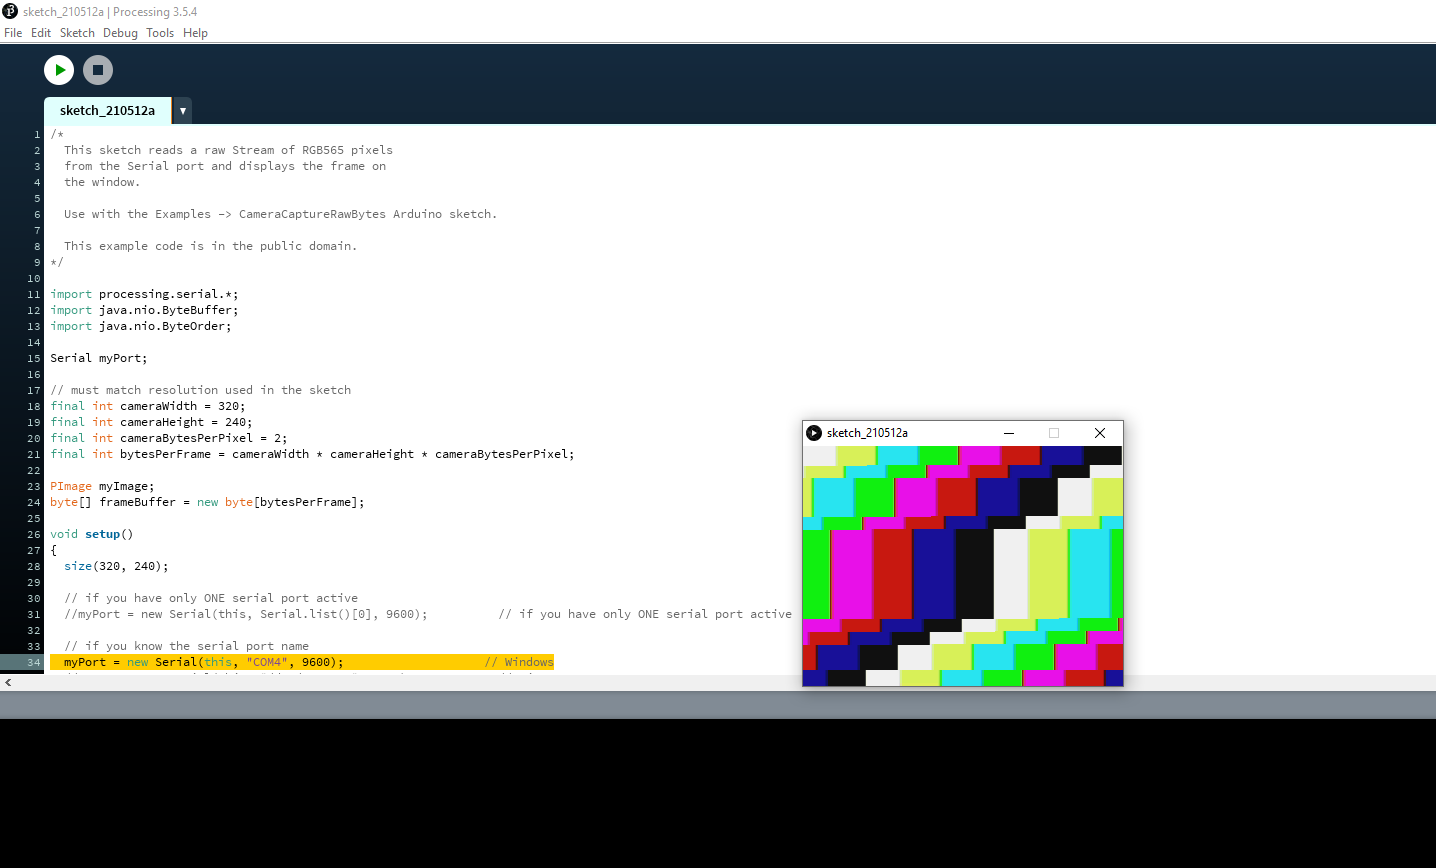 sketch_210512a | Processing 3.5.4
File Edit Sketch Debug Tools Help
sketch_210512a ▼
1 /*
2 This sketch reads a raw Stream of RGB565 pixels
3 from the Serial port and displays the frame on
4 the window.
5
6 Use with the Examples -> CameraCaptureRawBytes Arduino sketch.
7
8 This example code is in the public domain.
9 */
10
11 import processing.serial.*;
12 import java.nio.ByteBuffer;
13 import java.nio.ByteOrder;
14
15 Serial myPort;
16
17 // must match resolution used in the sketch
18 final int cameraWidth = 320;
19 final int cameraHeight = 240;
20 final int cameraBytesPerPixel = 2;
21 final int bytesPerFrame = cameraWidth * cameraHeight * cameraBytesPerPixel;
22
23 PImage myImage;
24 byte[] frameBuffer = new byte[bytesPerFrame];
25
26 void setup()
27 {
28 size(320, 240);
29
30 // if you have only ONE serial port active
31 //myPort = new Serial(this, Serial.list()[0], 9600); // if you have only ONE serial port active
32
33 // if you know the serial port name
34 myPort = new Serial(this, "COM4", 9600); // Windows
sketch_210512a